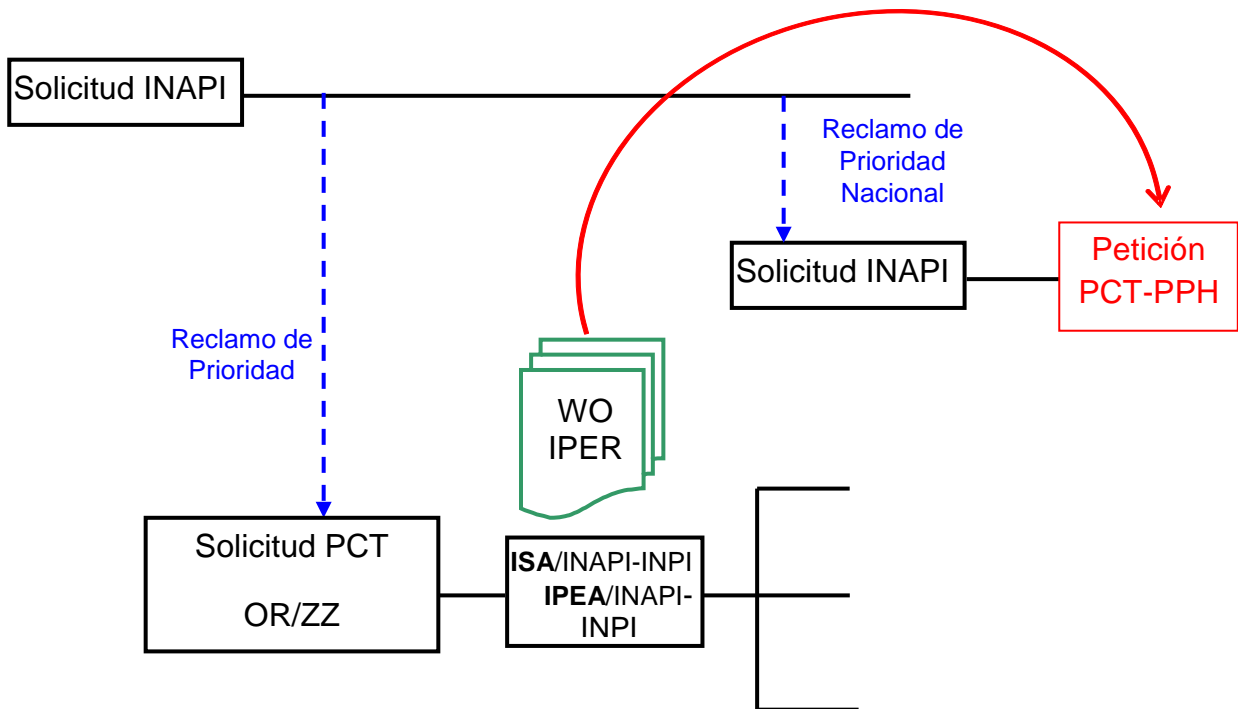 Solicitud INAPI
Reclamo de
Prioridad
Nacional
Solicitud INAPI
Petición
PCT-PPH
Reclamo de
Prioridad
WO
IPER
Solicitud PCT
OR/ZZ
ISA/INAPI-INPI
IPEA/INAPI-
INPI